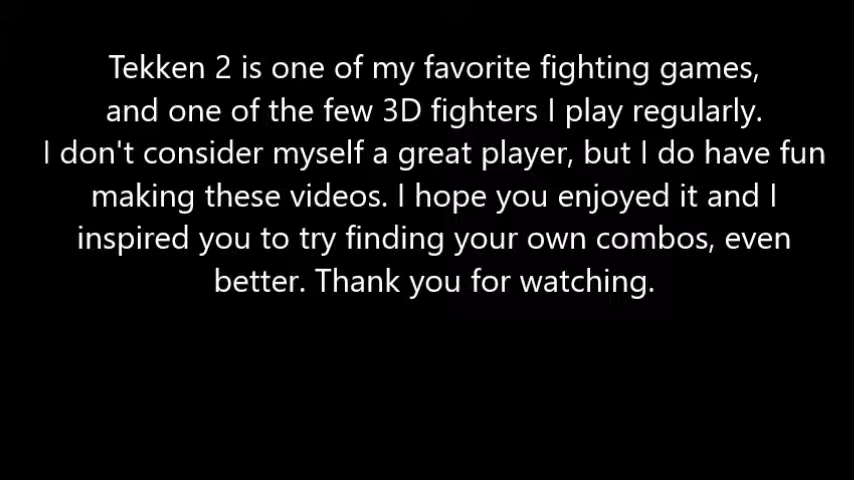 Tekken 2 is one of my favorite fighting games,
and one of the few 3D fighters I play regularly.
I don't consider myself a great player, but I do have fun
making these videos. I hope you enjoyed it and I
inspired you to try finding your own combos, even
better. Thank you for watching.